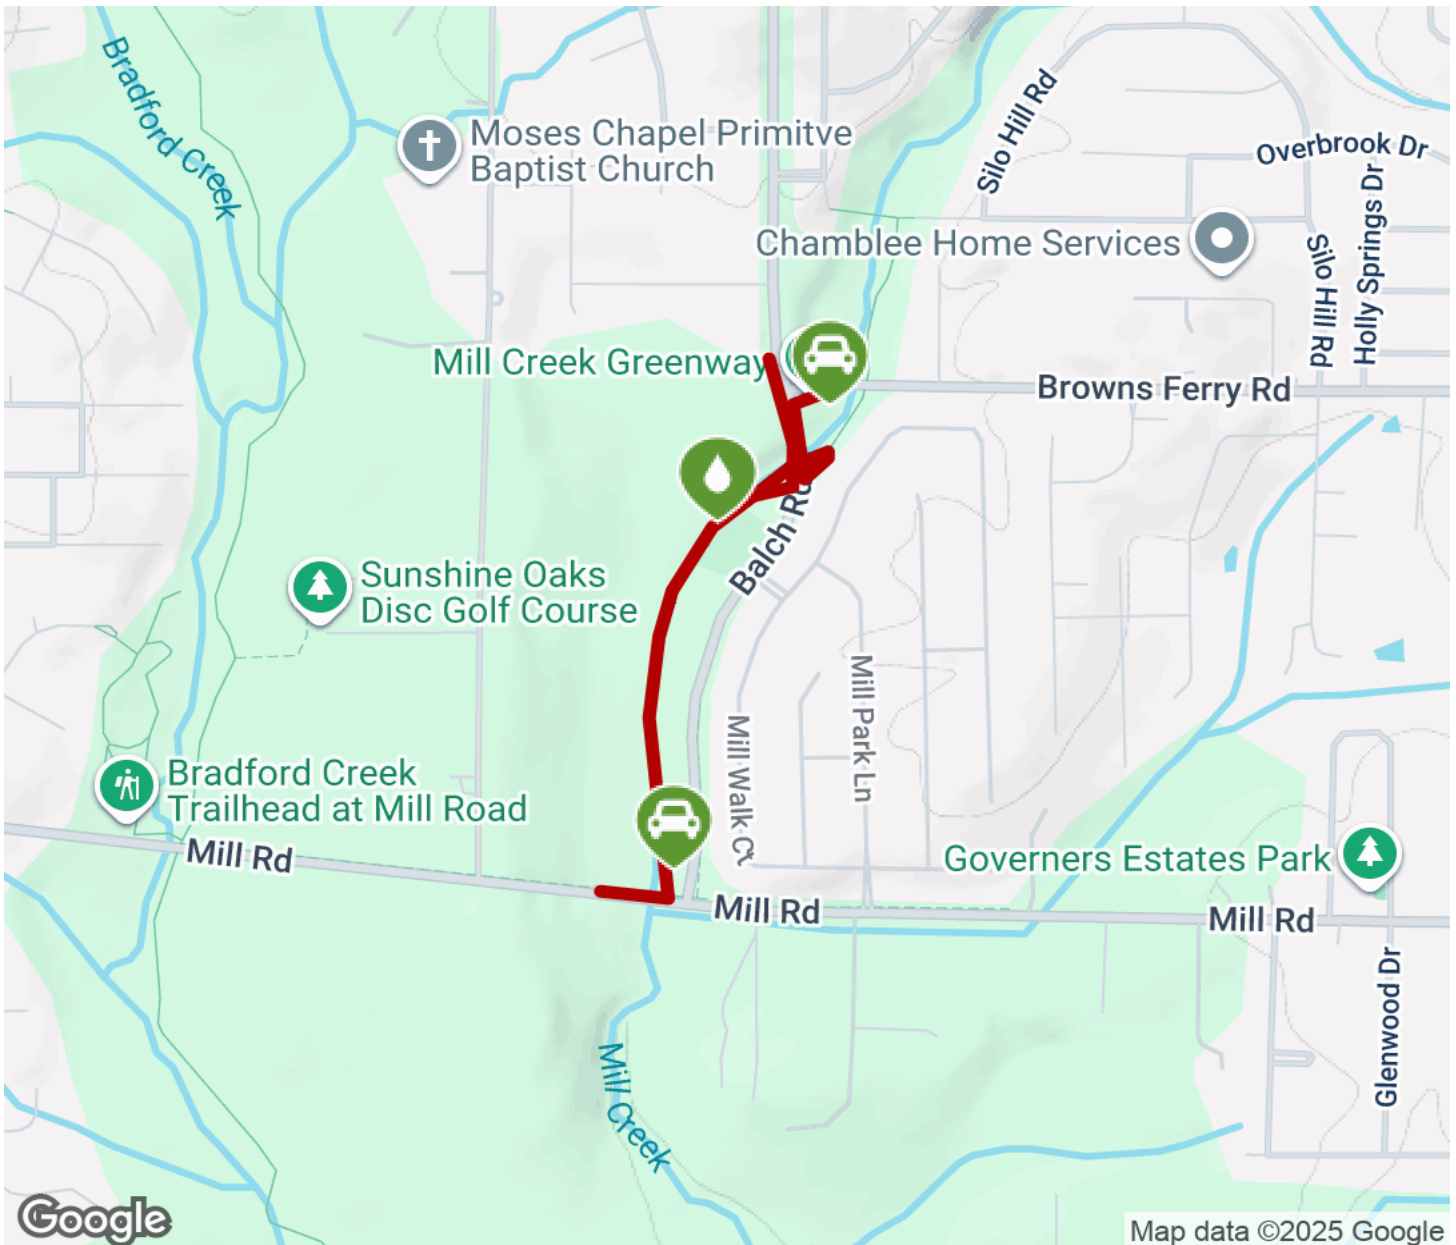 Bradford Creek
Moses Chapel Primitve
Baptist Church
Silo Hill Rd
Overbrook Dr
Holly Springs Dr
Chamblee Home Services
Silo Hill Rd
Mill Creek Greenway
Browns Ferry Rd
Balch Rd
Sunshine Oaks
Disc Golf Course
Mill Park Ln
Mill Walk Ct
Bradford Creek
Trailhead at Mill Road
Mill Rd
Governers Estates Park
Mill Rd
Mill Rd
Glenwood Dr
Mill Creek
Google
Map data ©2025 Google